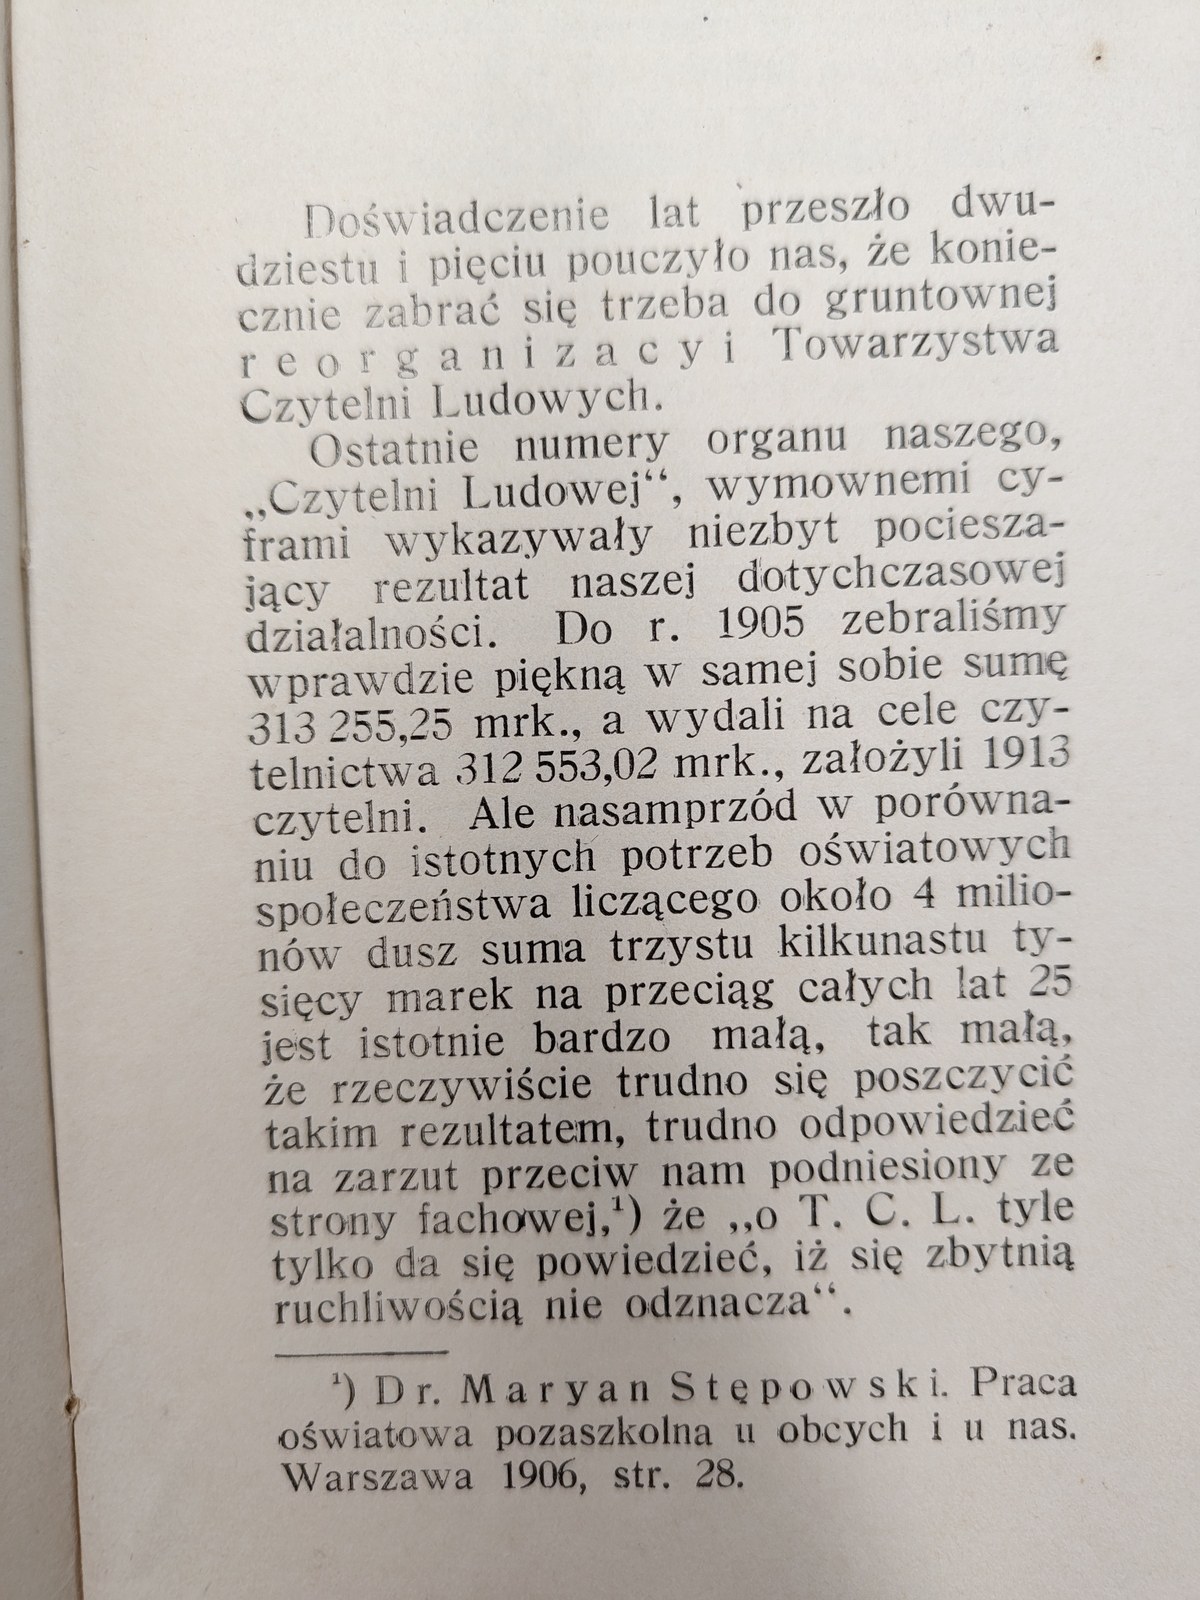 Doświadczenie lat przeszło dwu-
dziestu i pięciu pouczyło nas, że konie-
cznie zabrać się trzeba do gruntownej
reorganizacyi Towarzystwa
Czytelni Ludowych.
Ostatnie numery organu naszego,
„Czytelni Ludowej“, wymownemi cy-
frami wykazywały niezbyt pociesza-
jący rezultat naszej dotychczasowej
działalności. Do r. 1905 zebraliśmy
wprawdzie piękną w samej sobie sumę
313 255,25 mrk., a wydali na cele czy-
telnictwa 312 553,02 mrk., założyli 1913
czytelni. Ale nasamprzód w porówna-
niu do istotnych potrzeb oświatowych
społeczeństwa liczącego około 4 milio-
nów dusz suma trzystu kilkunastu ty-
sięcy marek na przeciąg całych lat 25
jest istotnie bardzo małą, tak małą,
że rzeczywiście trudno się poszczycić
takim rezultatem, trudno odpowiedzieć
na zarzut przeciw nam podniesiony ze
strony fachowej,¹) że „o T. C. L. tyle
tylko da się powiedzieć, iż się zbytnią
ruchliwością nie odznacza“.
¹) Dr. Maryan Stępowski. Praca
oświatowa pozaszkolna u obcych i u nas.
Warszawa 1906, str. 28.